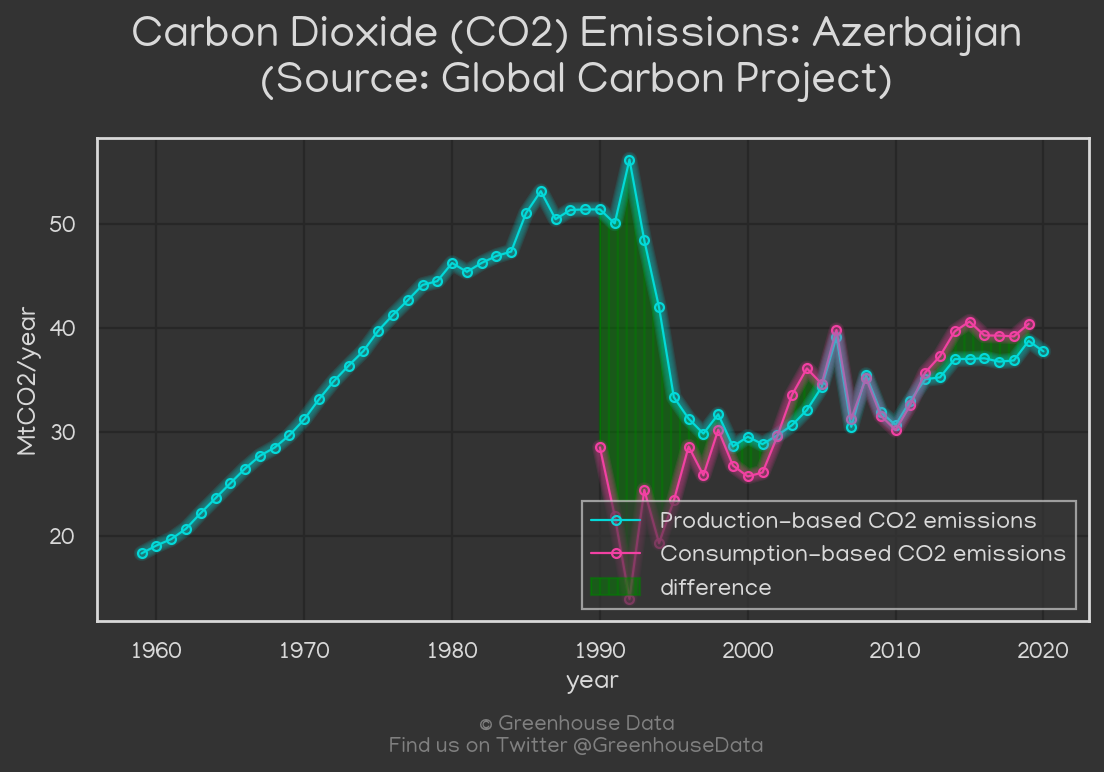 Carbon Dioxide (CO2) Emissions: Azerbaijan
(Source: Global Carbon Project)
50
40
30
20
MtCO2/year
Production-based CO2 emissions
Consumption-based CO2 emissions
difference
1960 1970 1980 1990 2000 2010 2020
year
© Greenhouse Data
Find us on Twitter @GreenhouseData